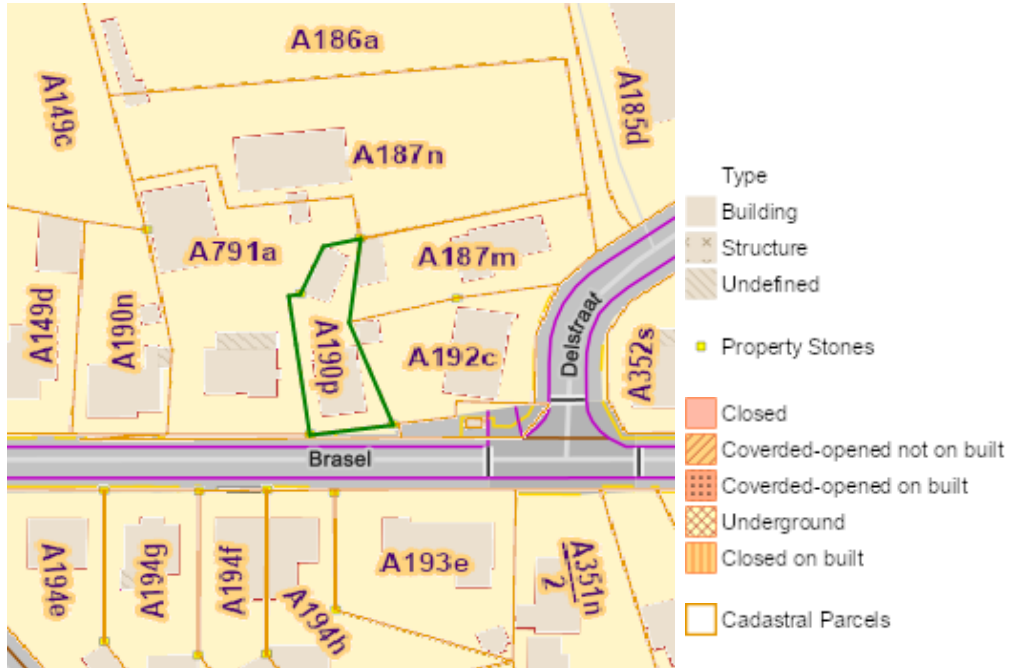 A186a
A149c
A185d
A187n
A791a
A187m
A149d
A190n
A190p
A192c
Delstraat
A352s
Brasel
A194e
A194g
A194f
A194h
A193e
A351n
2
Type
Building
Structure
Undefined
Property Stones
Closed
Coverded-opened not on built
Coverded-opened on built
Underground
Closed on built
Cadastral Parcels